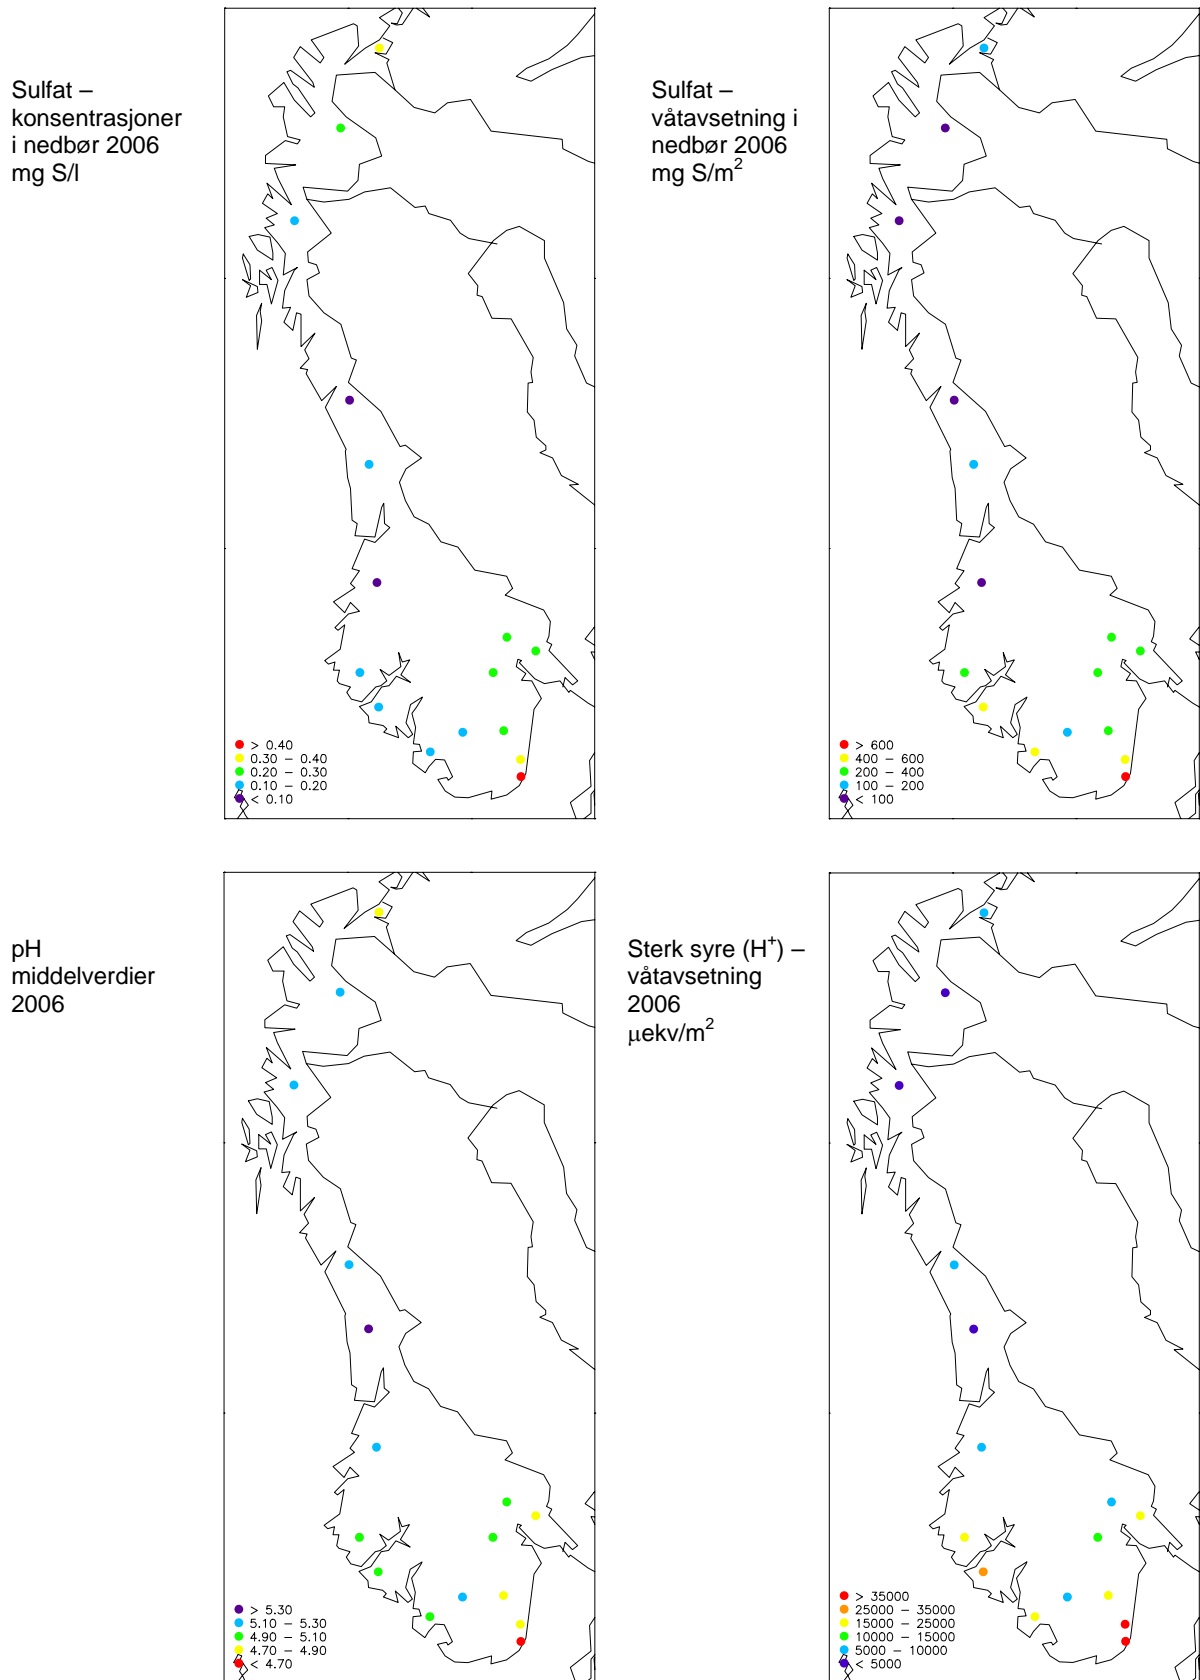 Sulfat –
konsentrasjoner
i nedbør 2006
mg S/l
> 0.40
0.30 – 0.40
0.20 – 0.30
0.10 – 0.20
< 0.10
Sulfat –
våtavsetning i
nedbør 2006
mg S/m²
> 600
400 – 600
200 – 400
100 – 200
< 100
pH
middelverdier
2006
> 5.30
5.10 – 5.30
4.90 – 5.10
4.70 – 4.90
< 4.70
Sterk syre (H⁺) –
våtavsetning
2006
µekv/m²
> 35000
25000 – 35000
15000 – 25000
10000 – 15000
5000 – 10000
< 5000